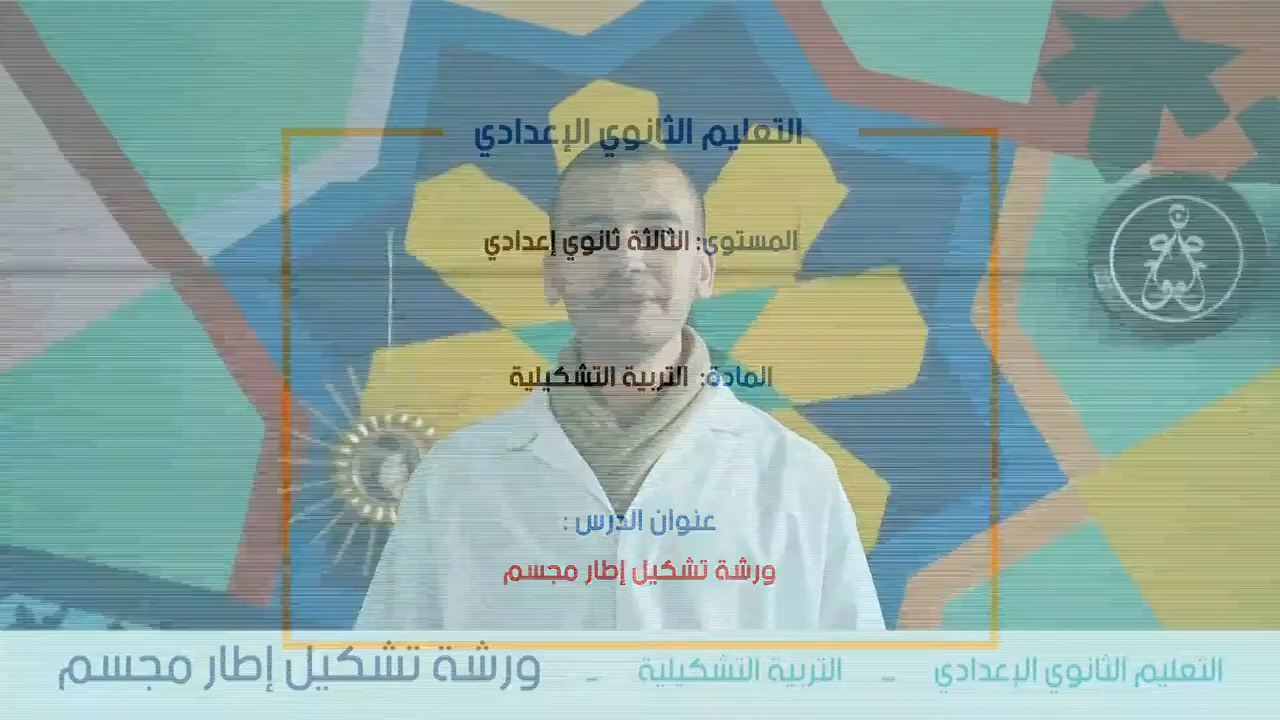 التعليم الثانوي الإعدادي
المستوى: الثالثة ثانوي إعدادي
المادة: التربية التشكيلية
عنوان الدرس :
ورشة تشكيل إطار مجسم
التعليم الثانوي الإعدادي - التربية التشكيلية - ورشة تشكيل إطار مجسم